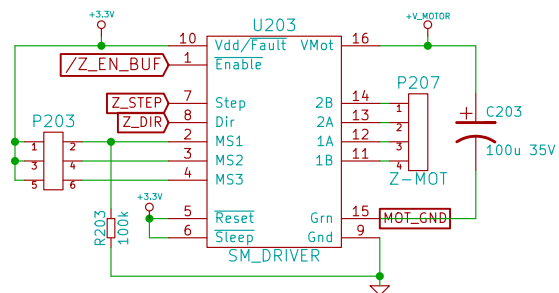 +3.3V
U203
+V_MOTOR
10 Vdd/Fault VMot 16
/Z_EN_BUF 1 Enable
P207
Z_STEP 7 Step 2B 14 1
Z_DIR 8 Dir 2A 13 2
C203
P203
1 2 2 MS1 1A 12 3
100u 35V
3 4 3 MS2 1B 11 4
5 6 4 MS3
Z-MOT
+3.3V
R203
100k
5 Reset Grn 15 MOT_GND
6 Sleep Gnd 9
SM_DRIVER